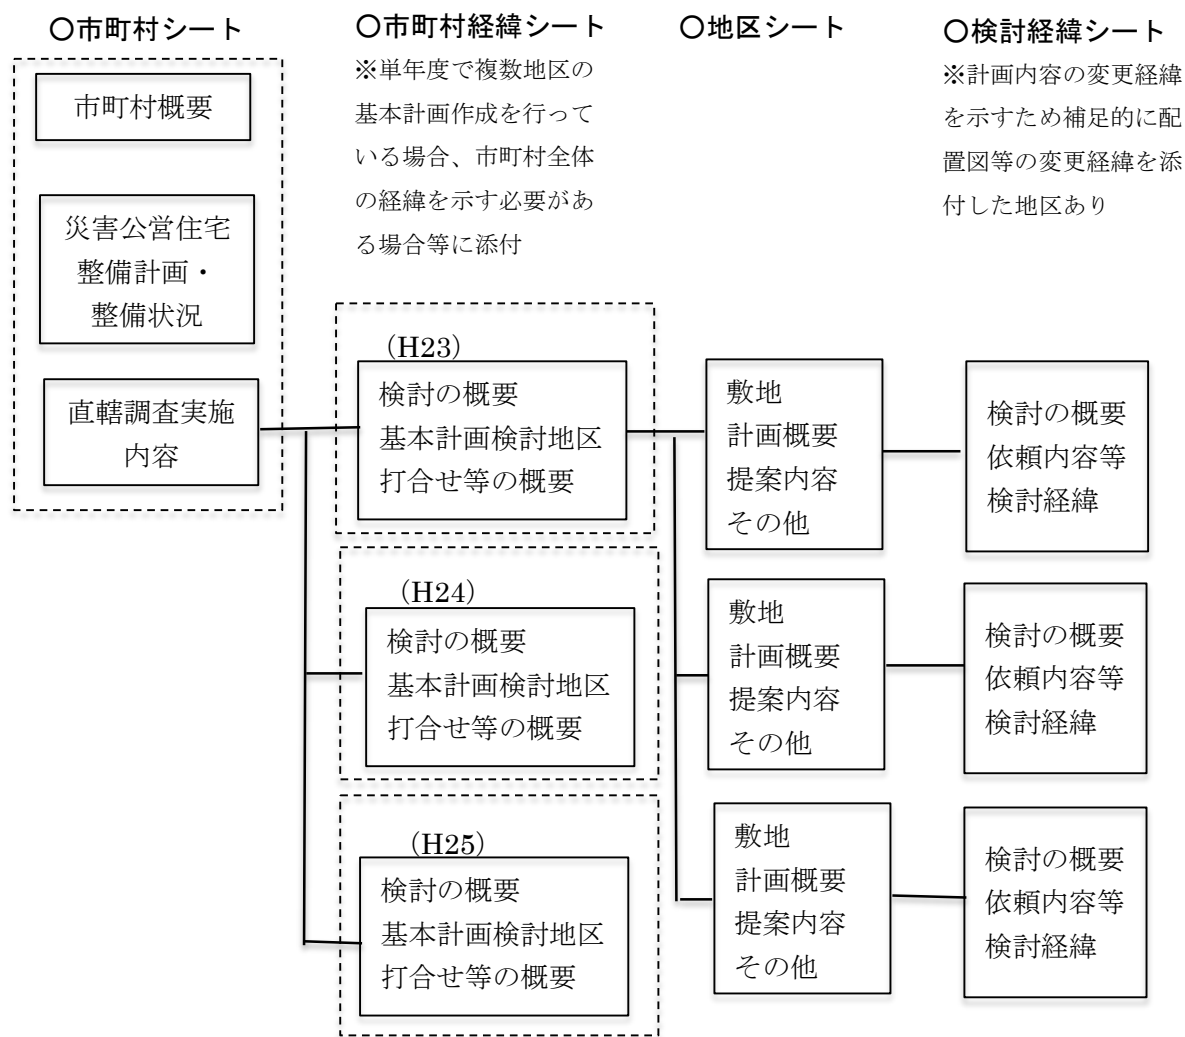 〇市町村シート
市町村概要
災害公営住宅
整備計画・
整備状況
直轄調査実施
内容
〇市町村経緯シート
※単年度で複数地区の
基本計画作成を行って
いる場合、市町村全体
の経緯を示す必要があ
る場合等に添付
（H23）
検討の概要
基本計画検討地区
打合せ等の概要
（H24）
検討の概要
基本計画検討地区
打合せ等の概要
（H25）
検討の概要
基本計画検討地区
打合せ等の概要
〇地区シート
敷地
計画概要
提案内容
その他
敷地
計画概要
提案内容
その他
敷地
計画概要
提案内容
その他
〇検討経緯シート
※計画内容の変更経緯
を示すため補足的に配
置図等の変更経緯を添
付した地区あり
検討の概要
依頼内容等
検討経緯
検討の概要
依頼内容等
検討経緯
検討の概要
依頼内容等
検討経緯